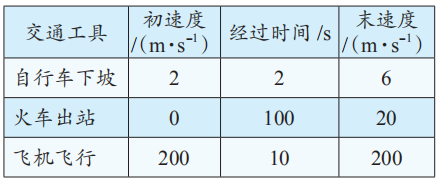 交通工具 初速度/(m·s⁻¹) 经过时间/s 末速度/(m·s⁻¹)
自行车下坡 2 2 6
火车出站 0 100 20
飞机飞行 200 10 200